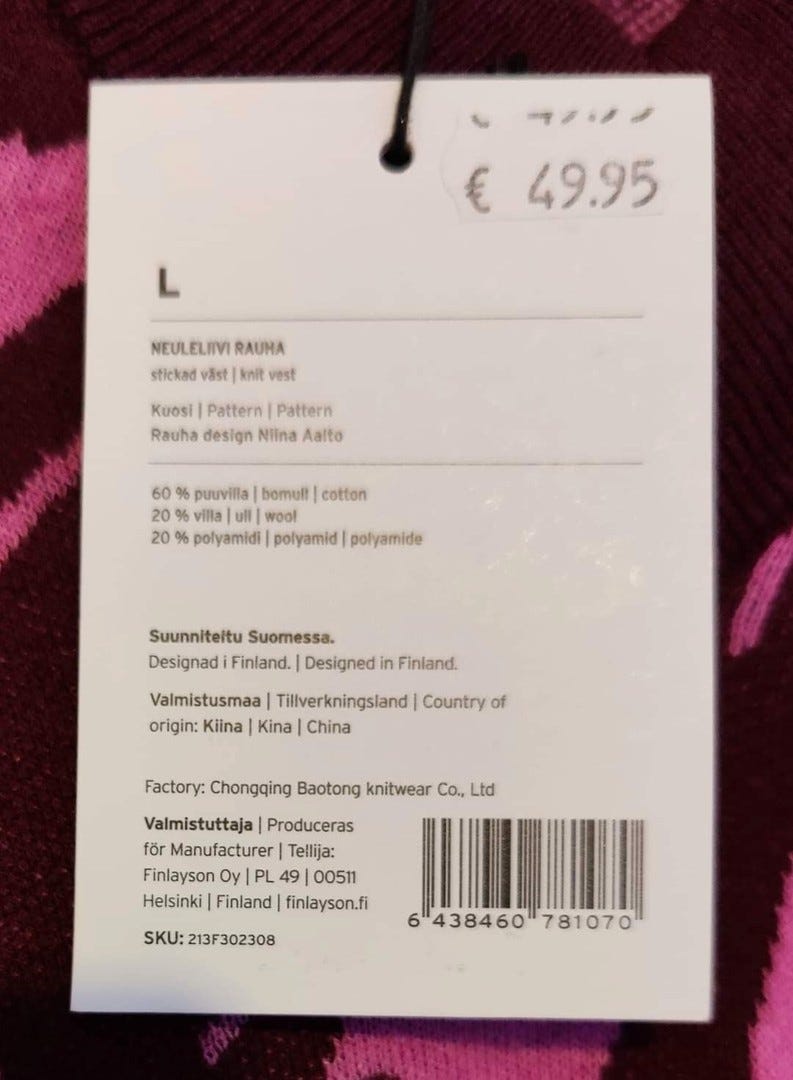 € 49.95
L
NEULELIIVI RAUHA
stickad väst | knit vest
Kuosi | Pattern | Pattern
Rauha design Niina Aalto
60 % puuvilla | bomull | cotton
20 % villa | ull | wool
20 % polyamidi | polyamid | polyamide
Suunniteltu Suomessa.
Designad i Finland. | Designed in Finland.
Valmistusmaa | Tillverkningsland | Country of
origin: Kiina | Kina | China
Factory: Chongqing Baotong knitwear Co., Ltd
Valmistuttaja | Produceras
för Manufacturer | Tellija:
Finlayson Oy | PL 49 | 00511
Helsinki | Finland | finlayson.fi
SKU: 213F302308
6 438460 781070